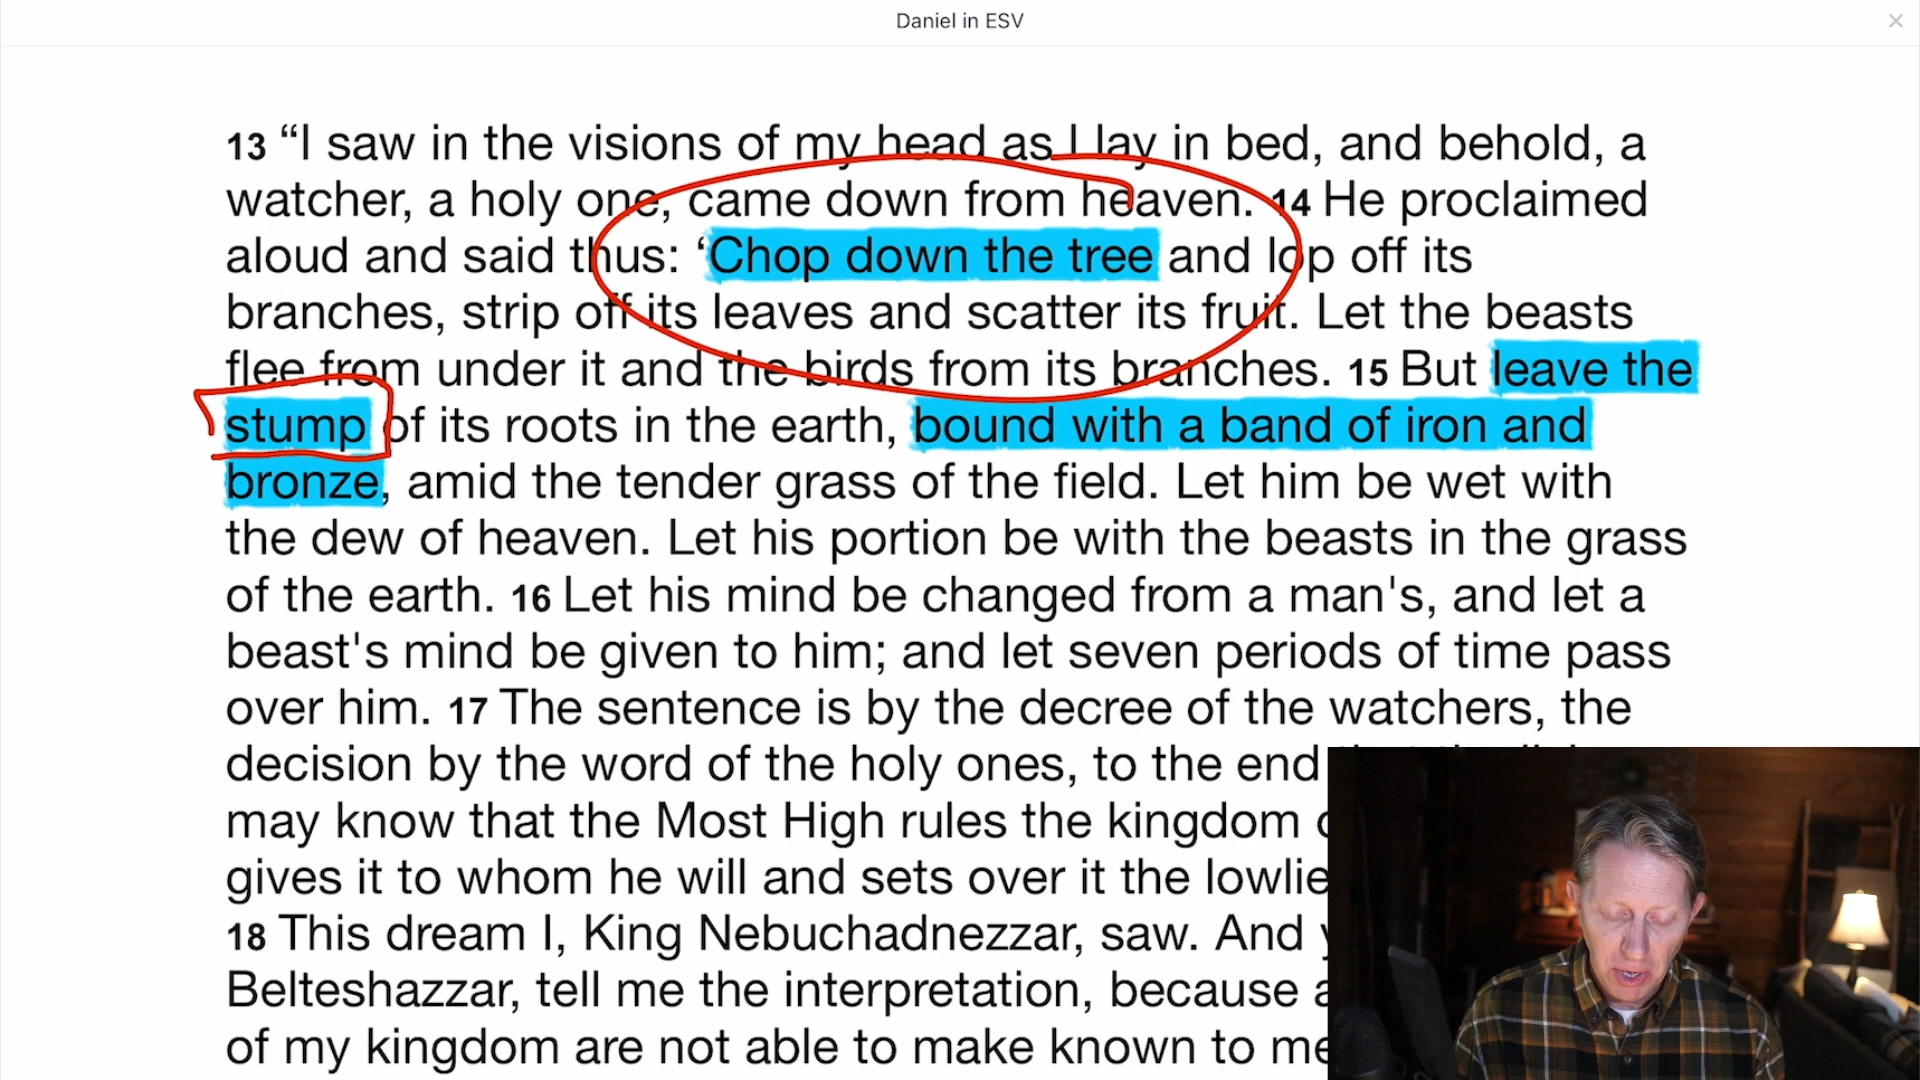 Daniel in ESV
13 “I saw in the visions of my head as I lay in bed, and behold, a
watcher, a holy one, came down from heaven. 14 He proclaimed
aloud and said thus: ‘Chop down the tree and lop off its
branches, strip off its leaves and scatter its fruit. Let the beasts
flee from under it and the birds from its branches. 15 But leave the
stump of its roots in the earth, bound with a band of iron and
bronze, amid the tender grass of the field. Let him be wet with
the dew of heaven. Let his portion be with the beasts in the grass
of the earth. 16 Let his mind be changed from a man's, and let a
beast's mind be given to him; and let seven periods of time pass
over him. 17 The sentence is by the decree of the watchers, the
decision by the word of the holy ones, to the end
may know that the Most High rules the kingdom
gives it to whom he will and sets over it the
18 This dream I, King Nebuchadnezzar, saw. And
Belteshazzar, tell me the interpretation, because
of my kingdom are not able to make known to me